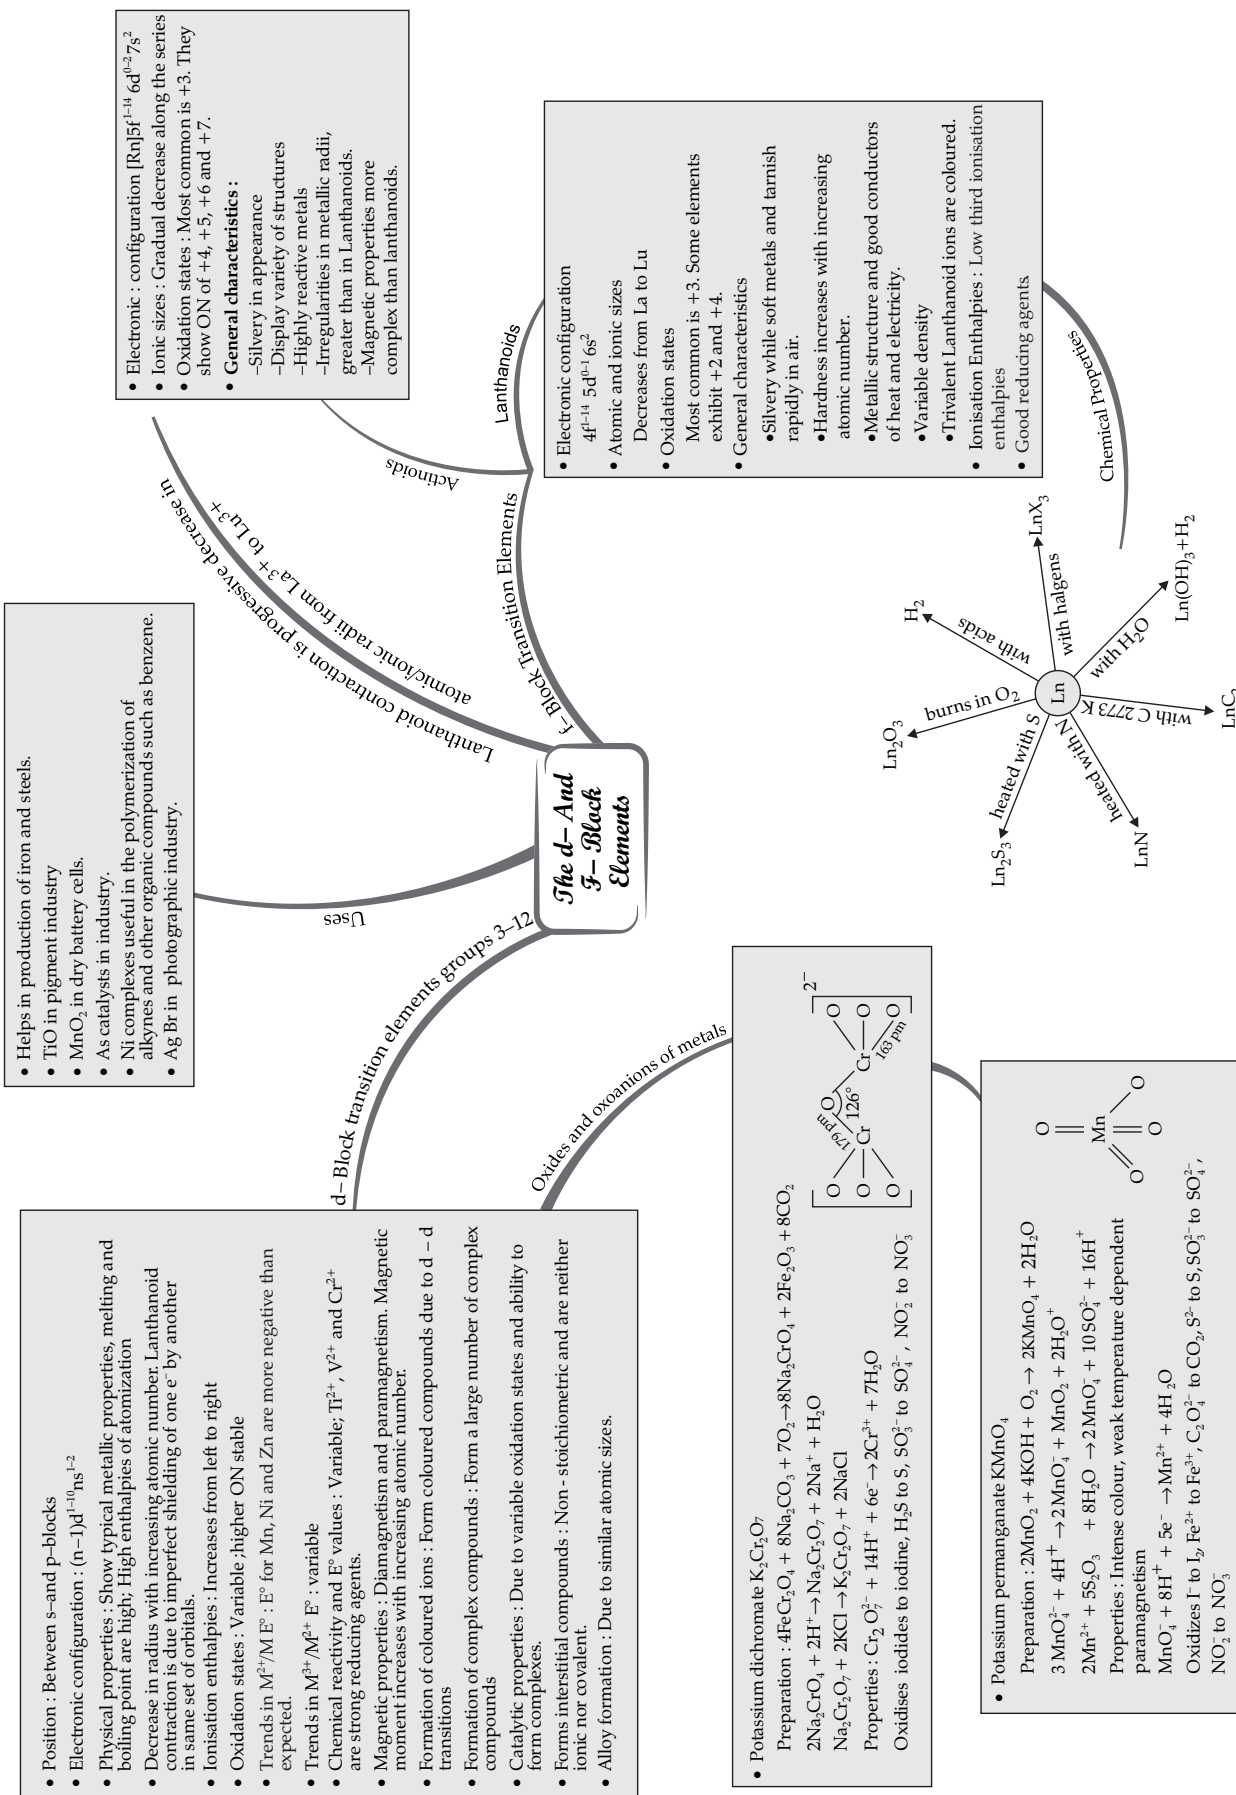 The d– And
F– Block
Elements
d– Block transition elements groups 3–12
• Position : Between s–and p–blocks
• Electronic configuration : (n−1)d¹⁻¹⁰ns¹⁻²
• Physical properties : Show typical metallic properties, melting and
boiling point are high; High enthalpies of atomization
• Decrease in radius with increasing atomic number. Lanthanoid
contraction is due to imperfect shielding of one e⁻ by another
in same set of orbitals.
• Ionisation enthalpies : Increases from left to right
• Oxidation states : Variable ;higher ON stable
• Trends in M²⁺/M E° : E° for Mn, Ni and Zn are more negative than
expected.
• Trends in M³⁺/M²⁺ E° : variable
• Chemical reactivity and E° values : Variable; Ti²⁺, V²⁺ and Cr²⁺
are strong reducing agents.
• Magnetic properties : Diamagnetism and paramagnetism. Magnetic
moment increases with increasing atomic number.
• Formation of coloured ions : Form coloured compounds due to d – d
transitions
• Formation of complex compounds : Form a large number of complex
compounds
• Catalytic properties : Due to variable oxidation states and ability to
form complexes.
• Forms interstitial compounds : Non - stoichiometric and are neither
ionic nor covalent.
• Alloy formation : Due to similar atomic sizes.
Oxides and oxoanions of metals
• Potassium dichromate K₂Cr₂O₇
Preparation : 4FeCr₂O₄ + 8Na₂CO₃ + 7O₂→8Na₂CrO₄ + 2Fe₂O₃ +8CO₂
2Na₂CrO₄ + 2H⁺→Na₂Cr₂O₇ + 2Na⁺ + H₂O
Na₂Cr₂O₇ + 2KCl→K₂Cr₂O₇ + 2NaCl
Properties : Cr₂ O₇²⁻ + 14H⁺ + 6e⁻→2Cr³⁺ + 7H₂O
Oxidises iodides to iodine, H₂S to S, SO₃²⁻ to SO₄²⁻, NO₂⁻ to NO₃⁻
O O O Cr 179 pm O 126° Cr 163 pm O O O 2−
• Potassium permanganate KMnO₄
Preparation : 2MnO₂ + 4KOH + O₂ → 2KMnO₄ + 2H₂O
3 MnO₄²⁻ + 4H⁺ →2MnO₄⁻ + MnO₂ + 2H₂O⁺
2Mn²⁺ + 5S₂O₃ + 8H₂O →2MnO₄⁻ + 10SO₄²⁻ + 16H⁺
Properties : Intense colour, weak temperature dependent
paramagnetism
MnO₄⁻ + 8H⁺ + 5e⁻ →Mn²⁺ + 4H₂O
Oxidizes I⁻ to I₂, Fe²⁺ to Fe³⁺, C₂O₄²⁻ to CO₂, S²⁻ to S,SO₃²⁻ to SO₄²⁻,
NO₂⁻ to NO₃⁻
O Mn O O O
Uses
• Helps in production of iron and steels.
• TiO in pigment industry
• MnO₂ in dry battery cells.
• As catalysts in industry.
• Ni complexes useful in the polymerization of
alkynes and other organic compounds such as benzene.
• Ag Br in photographic industry.
Lanthanoid contraction is progressive decrease in
atomic/ionic radii from La³⁺ to Lu³⁺
f– Block Transition Elements
Actinoids
• Electronic : configuration [Rn]5f¹⁻¹⁴ 6d⁰⁻²7s²
• Ionic sizes : Gradual decrease along the series
• Oxidation states : Most common is +3. They
show ON of +4, +5, +6 and +7.
• General characteristics :
–Silvery in appearance
–Display variety of structures
–Highly reactive metals
–Irregularities in metallic radii,
greater than in Lanthanoids.
–Magnetic properties more
complex than lanthanoids.
Lanthanoids
• Electronic configuration
4f¹⁻¹⁴ 5d⁰⁻¹ 6s²
• Atomic and ionic sizes
Decreases from La to Lu
• Oxidation states
Most common is +3. Some elements
exhibit +2 and +4.
• General characteristics
•Silvery while soft metals and tarnish
rapidly in air.
•Hardness increases with increasing
atomic number.
•Metallic structure and good conductors
of heat and electricity.
•Variable density
•Trivalent Lanthanoid ions are coloured.
• Ionisation Enthalpies : Low third ionisation
enthalpies
• Good reducing agents.
Chemical Properties
Ln
heated with S
Ln₂S₃
burns in O₂
Ln₂O₃
with acids
H₂
with halgens
LnX₃
with H₂O
Ln(OH)₃+H₂
with C 2773 K
LnC₂
heated with N
LnN